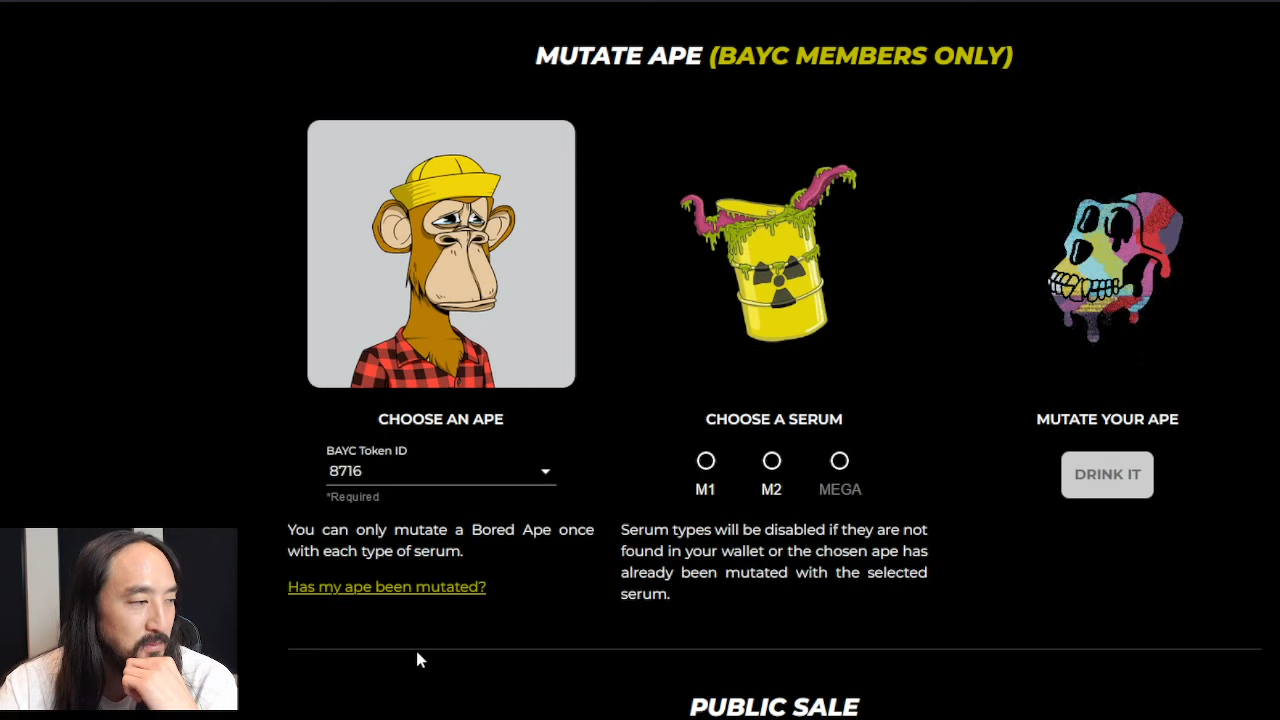 MUTATE APE (BAYC MEMBERS ONLY)
CHOOSE AN APE
BAYC Token ID
8716
*Required
You can only mutate a Bored Ape once
with each type of serum.
Has my ape been mutated?
CHOOSE A SERUM
M1 M2 MEGA
Serum types will be disabled if they are not
found in your wallet or the chosen ape has
already been mutated with the selected
serum.
MUTATE YOUR APE
DRINK IT
PUBLIC SALE